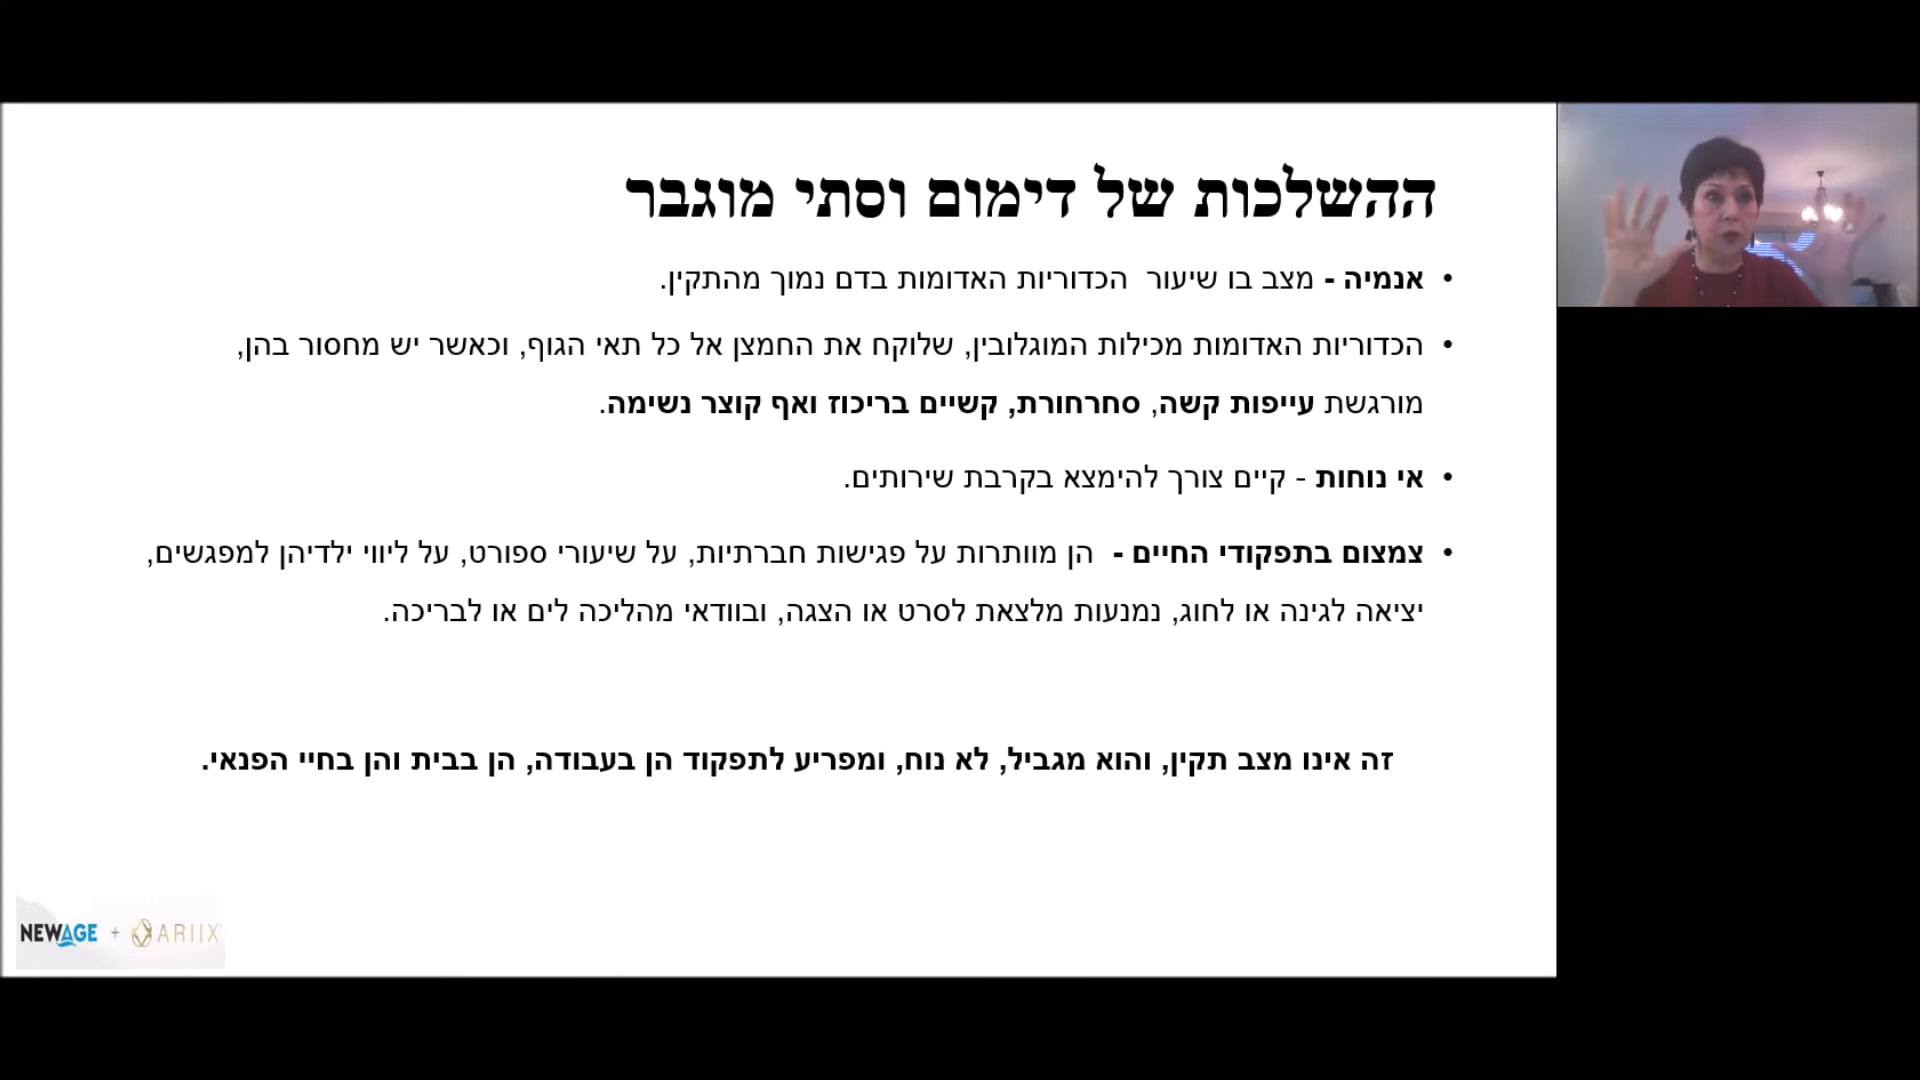 ההשלכות של דימום וסתי מוגבר
• אנמיה - מצב בו שיעור הכדוריות האדומות בדם נמוך מהתקין.
• הכדוריות האדומות מכילות המוגלובין, שלוקח את החמצן אל כל תאי הגוף, וכאשר יש מחסור בהן,
מורגשת עייפות קשה, סחרחורת, קשיים בריכוז ואף קוצר נשימה.
• אי נוחות - קיים צורך להימצא בקרבת שירותים.
• צמצום בתפקודי החיים - הן מוותרות על פגישות חברתיות, על שיעורי ספורט, על ליווי ילדיהן למפגשים,
יציאה לגינה או לחוג, נמנעות מלצאת לסרט או הצגה, ובוודאי מהליכה לים או לבריכה.
זה אינו מצב תקין, והוא מגביל, לא נוח, ומפריע לתפקוד הן בעבודה, הן בבית והן בחיי הפנאי.
NEWAGE + ARIIX